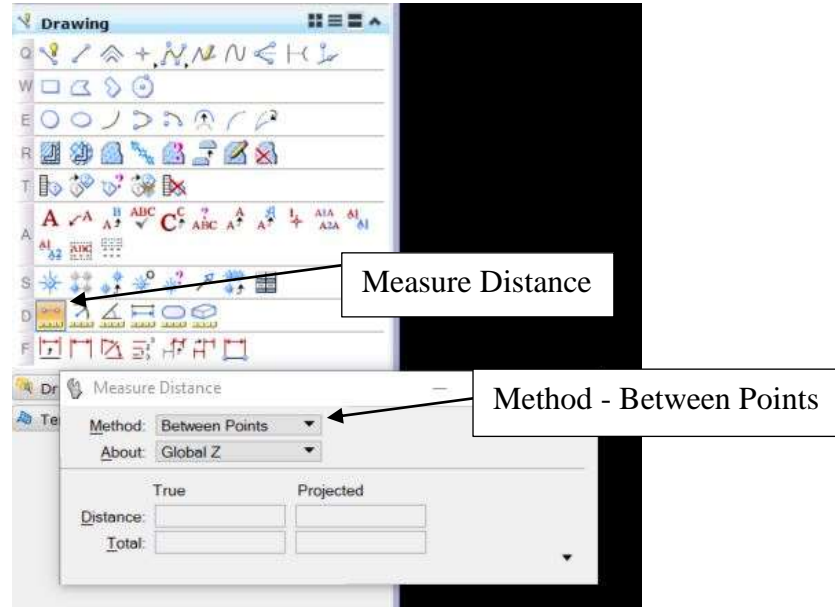 Drawing
Q
W
E
R
T
A
S
D
F
Measure Distance
Dr
Measure Distance
Method - Between Points
Te
Method: Between Points
About: Global Z
True Projected
Distance:
Total: